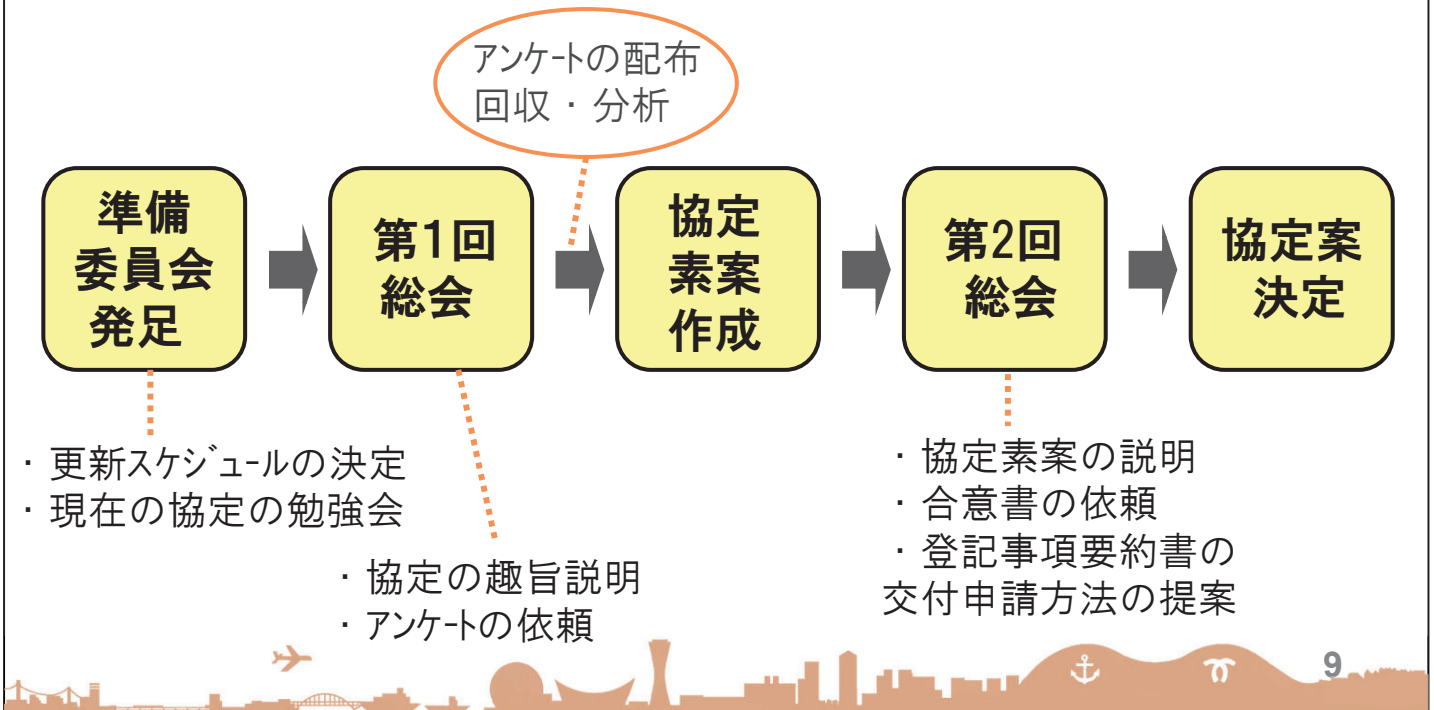 アンケートの配布
回収・分析
準備
委員会
発足
第1回
総会
協定
素案
作成
第2回
総会
協定案
決定
・更新スケジュールの決定
・現在の協定の勉強会
・協定の趣旨説明
・アンケートの依頼
・協定素案の説明
・合意書の依頼
・登記事項要約書の
交付申請方法の提案
9